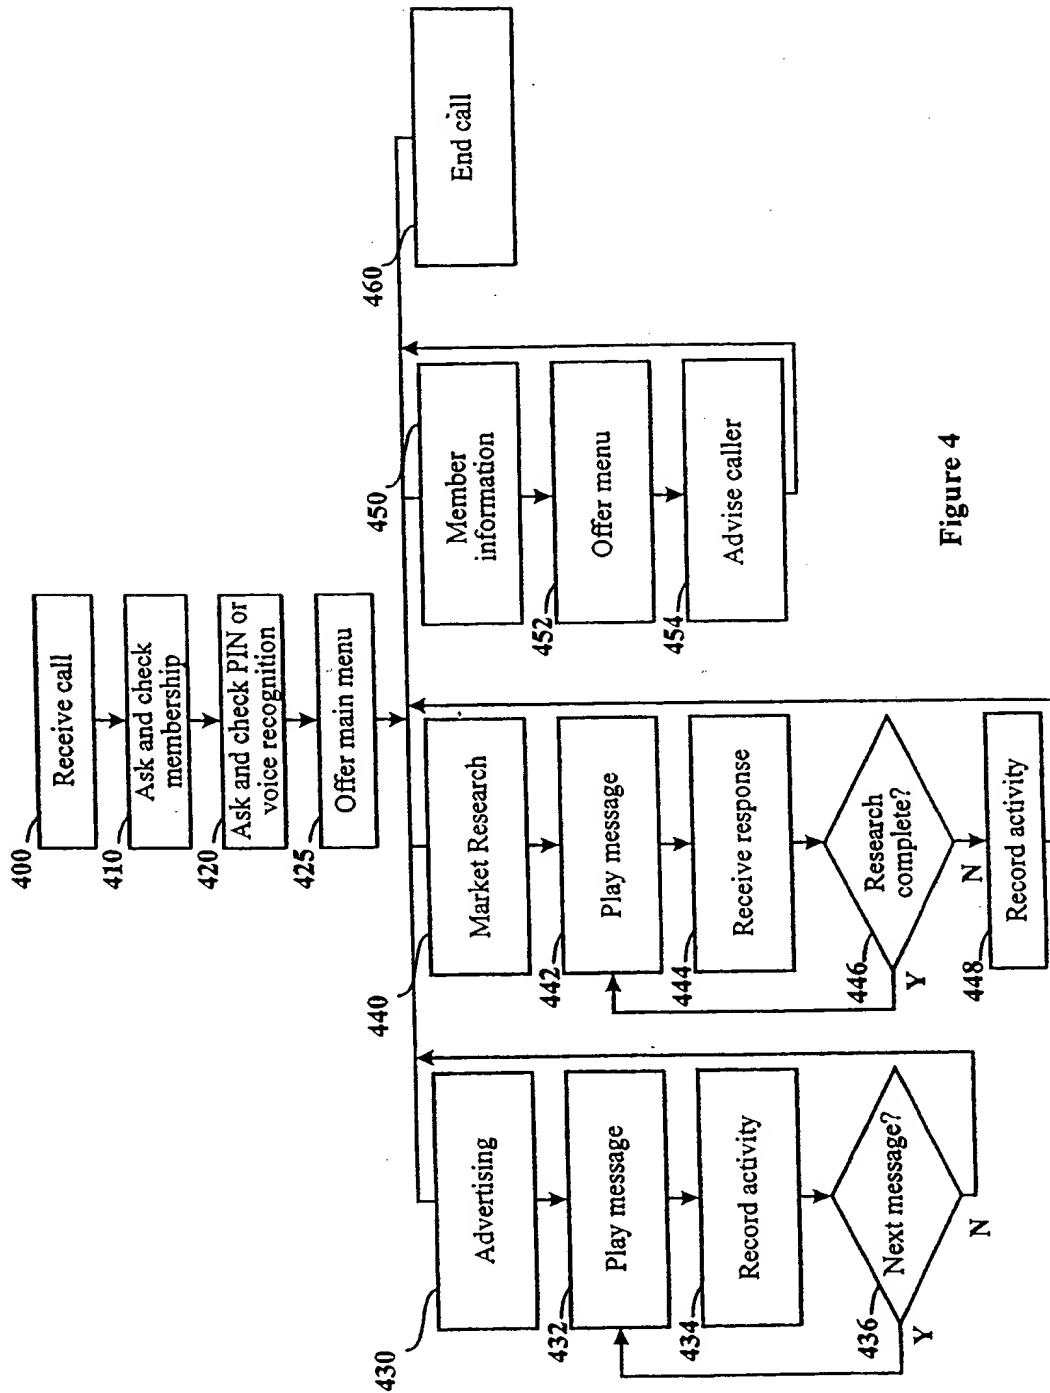 400
Receive call
410
Ask and check
membership
420
Ask and check PIN or
voice recognition
425
Offer main menu
430
Advertising
432
Play message
434
Record activity
436
Next message?
Y
N
440
Market Research
442
Play message
444
Receive response
446
Research
complete?
Y
N
448
Record activity
450
Member
information
452
Offer menu
454
Advise caller
460
End call
Figure 4